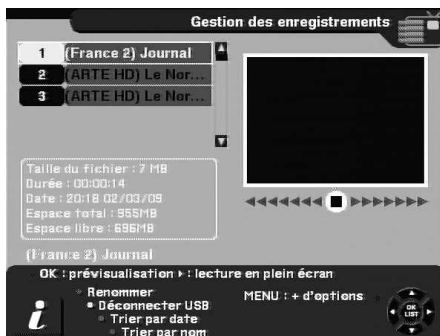 Gestion des enregistrements
1 (France 2) Journal
2 (ARTE HD) Le Nor...
3 (ARTE HD) Le Nor...
Taille du fichier : 7 MB
Durée : 00:00:14
Date : 20:18 02/03/09
Espace total : 955MB
Espace libre : 696MB
(France 2) Journal
OK : prévisualisation : lecture en plein écran
Renommer
Déconnecter USB
Trier par date
Trier par nom
MENU : + d'options
i
OK
LIST